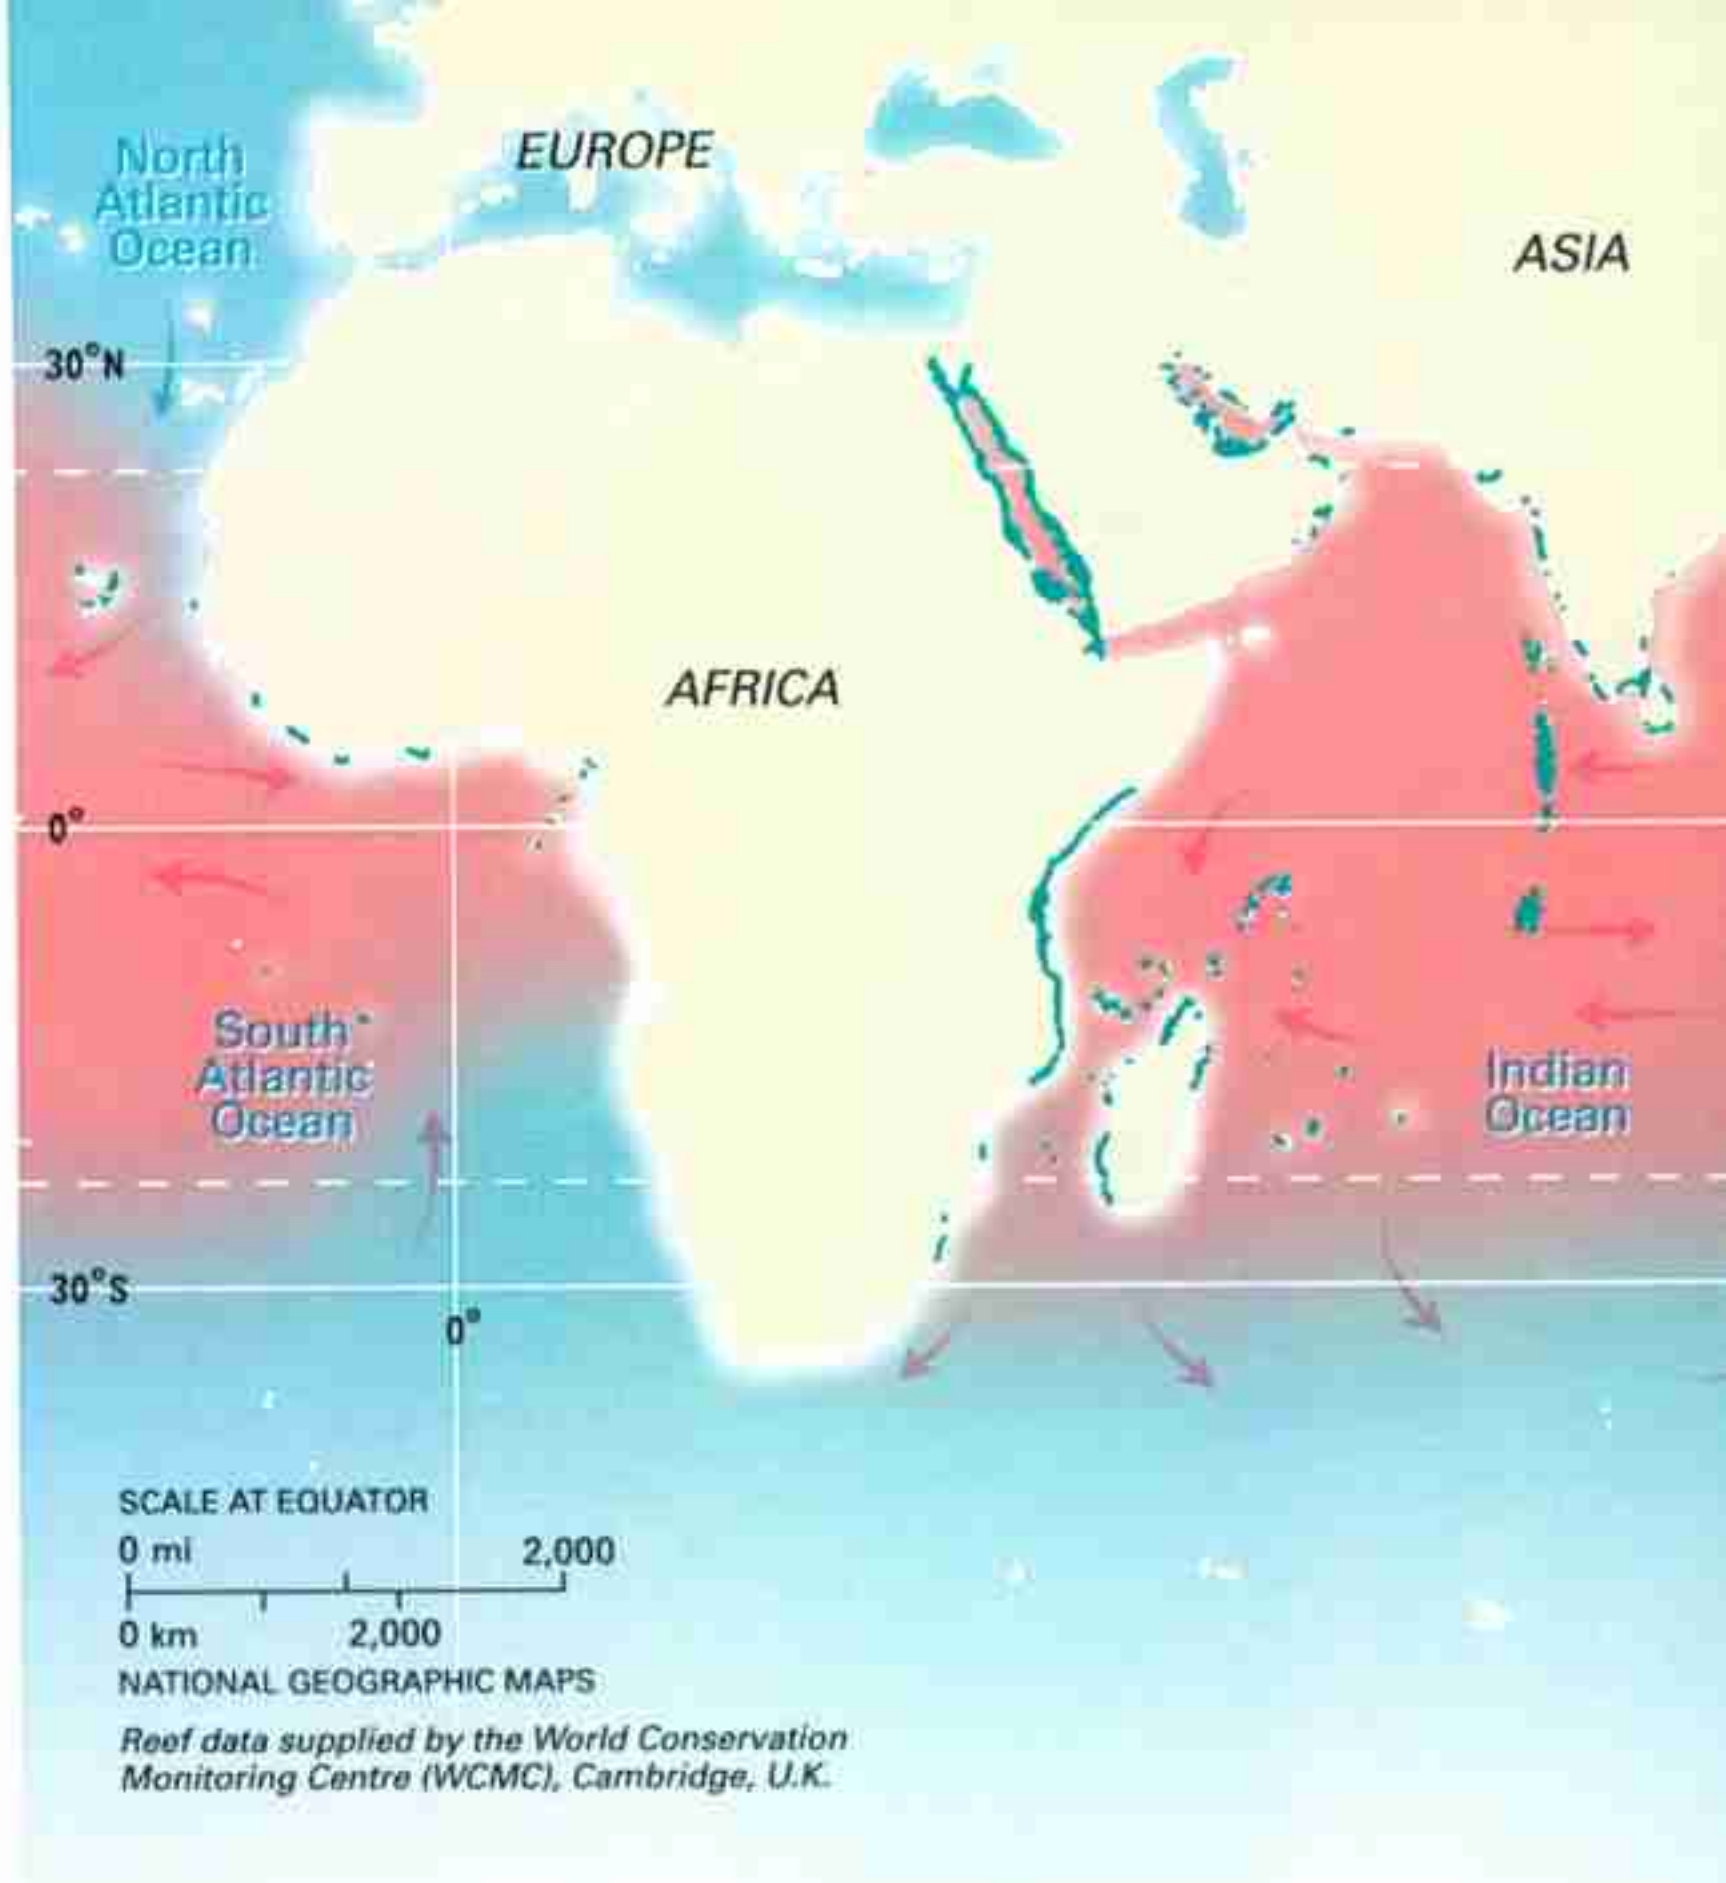 North
Atlantic
Ocean
EUROPE
ASIA
30°N
AFRICA
0°
South
Atlantic
Ocean
Indian
Ocean
30°S
0°
SCALE AT EQUATOR
0 mi 2,000
0 km 2,000
NATIONAL GEOGRAPHIC MAPS
Reef data supplied by the World Conservation
Monitoring Centre (WCMC), Cambridge, U.K.